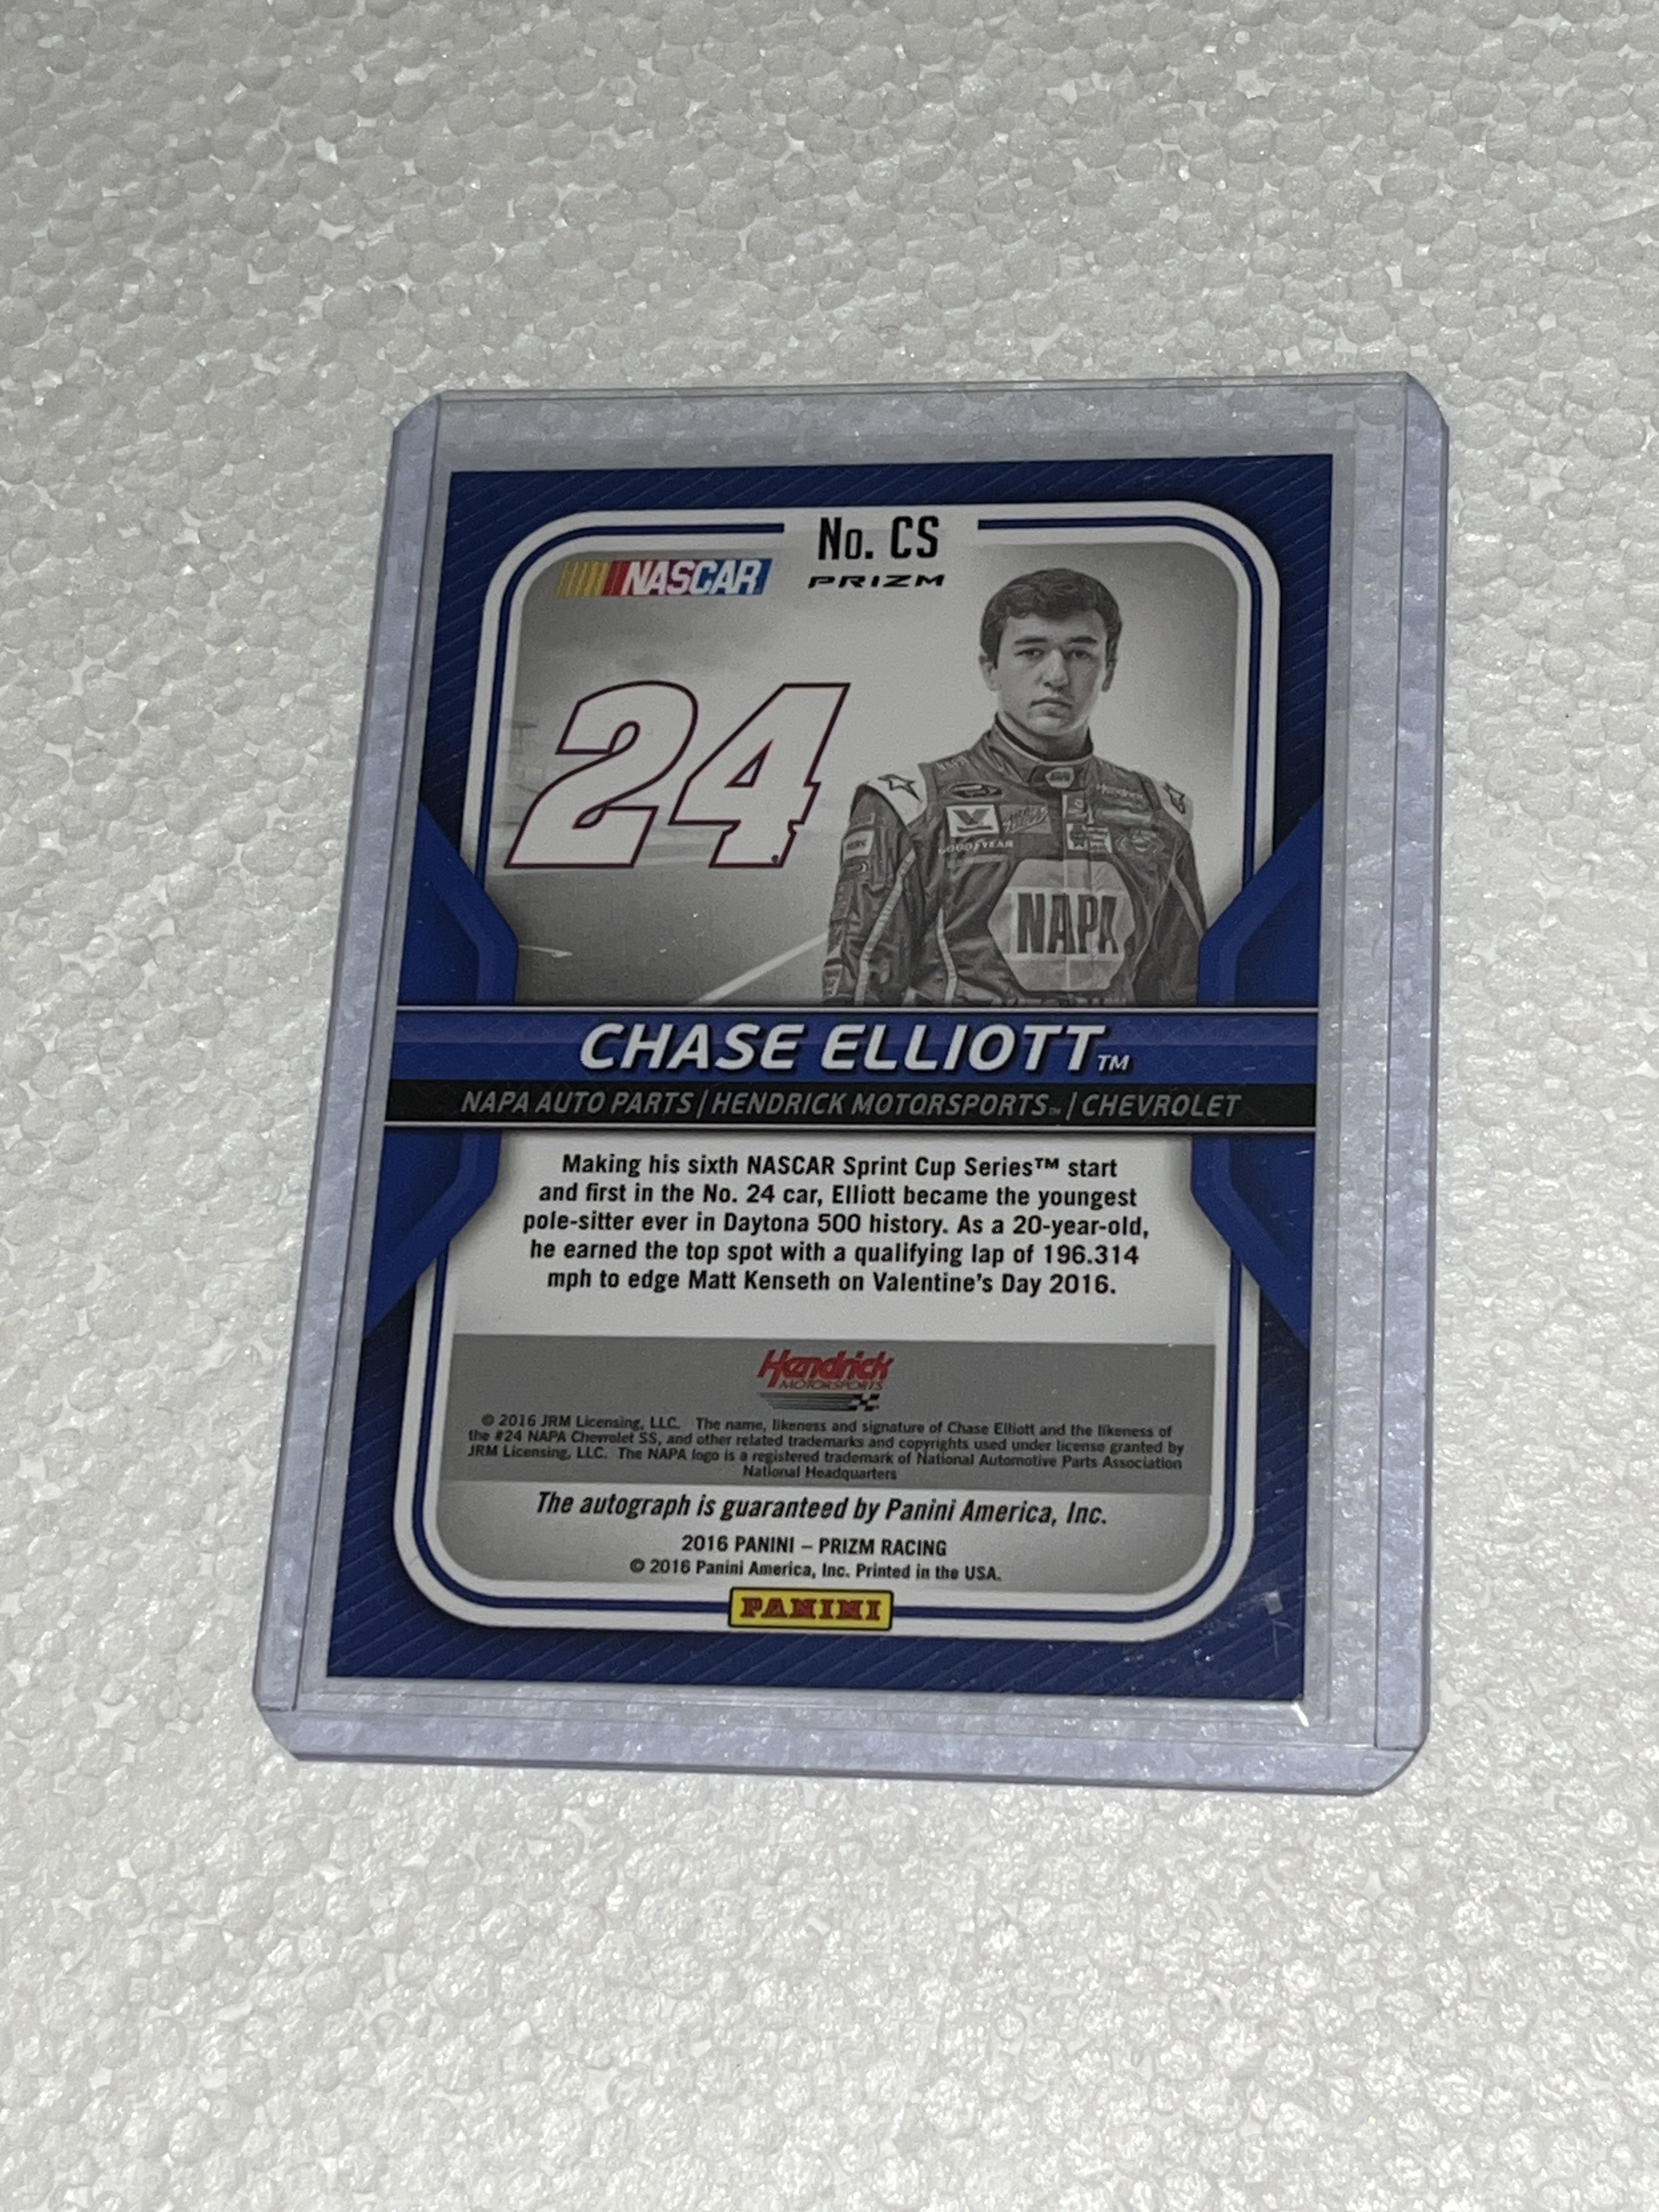 No. CS
NASCAR
PRIZM
24
GOODYEAR
NAPA
CHASE ELLIOTT™
NAPA AUTO PARTS | HENDRICK MOTORSPORTS™ | CHEVROLET
Making his sixth NASCAR Sprint Cup Series™ start
and first in the No. 24 car, Elliott became the youngest
pole-sitter ever in Daytona 500 history. As a 20-year-old,
he earned the top spot with a qualifying lap of 196.314
mph to edge Matt Kenseth on Valentine's Day 2016.
Hendrick
MOTORSPORTS
© 2016 JRM Licensing, LLC. The name, likeness and signature of Chase Elliott and the likeness of
the #24 NAPA Chevrolet SS, and other related trademarks and copyrights used under license granted by
JRM Licensing, LLC. The NAPA logo is a registered trademark of National Automotive Parts Association
National Headquarters
The autograph is guaranteed by Panini America, Inc.
2016 PANINI – PRIZM RACING
© 2016 Panini America, Inc. Printed in the USA.
PANINI